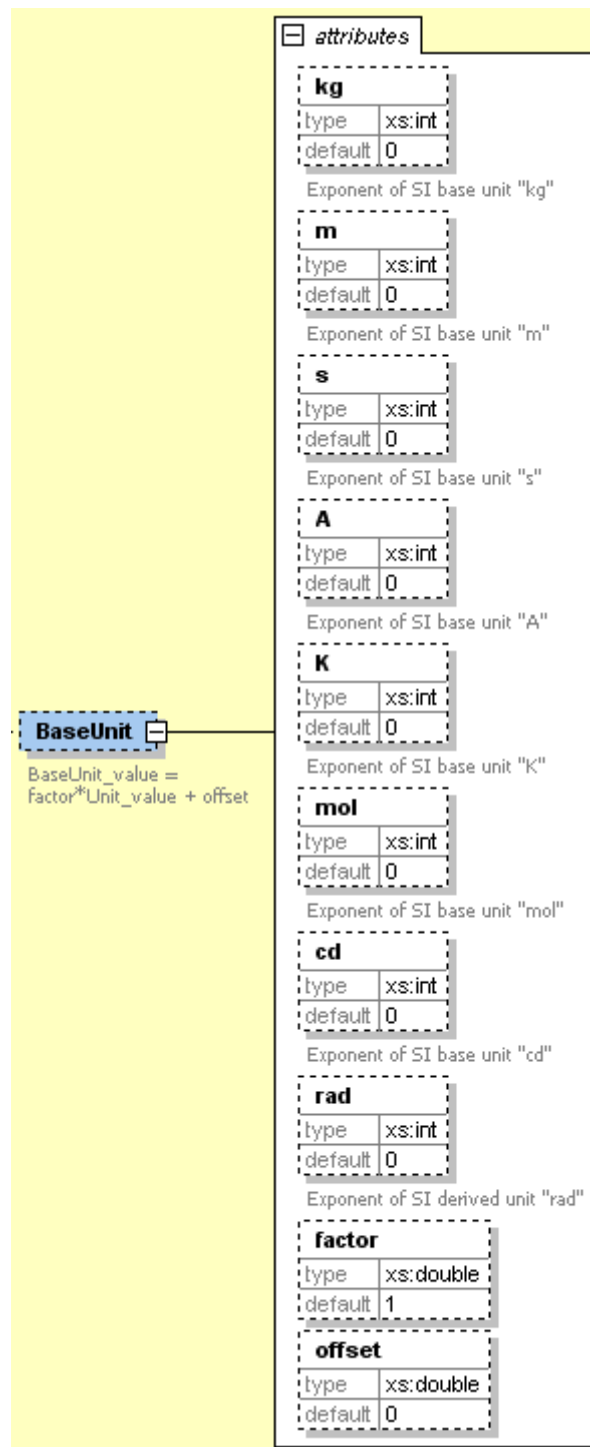 attributes
kg
type xs:int
default 0
Exponent of SI base unit "kg"
m
type xs:int
default 0
Exponent of SI base unit "m"
s
type xs:int
default 0
Exponent of SI base unit "s"
A
type xs:int
default 0
Exponent of SI base unit "A"
K
type xs:int
default 0
Exponent of SI base unit "K"
BaseUnit
BaseUnit_value =
factor*Unit_value + offset
mol
type xs:int
default 0
Exponent of SI base unit "mol"
cd
type xs:int
default 0
Exponent of SI base unit "cd"
rad
type xs:int
default 0
Exponent of SI derived unit "rad"
factor
type xs:double
default 1
offset
type xs:double
default 0